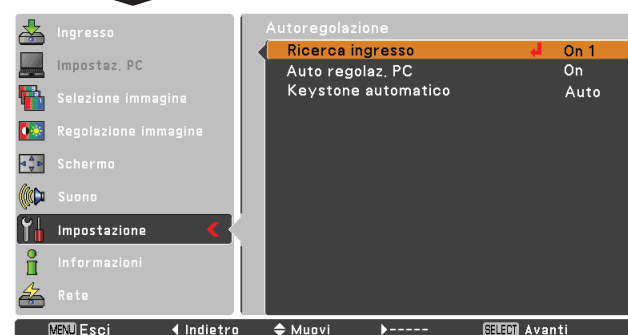 Ingresso
Impostaz. PC
Selezione immagine
Regolazione immagine
Schermo
Suono
Impostazione
Informazioni
Rete
Autoregolazione
Ricerca ingresso On 1
Auto regolaz. PC On
Keystone automatico Auto
MENU Esci Indietro Muovi ----- SELECT Avanti